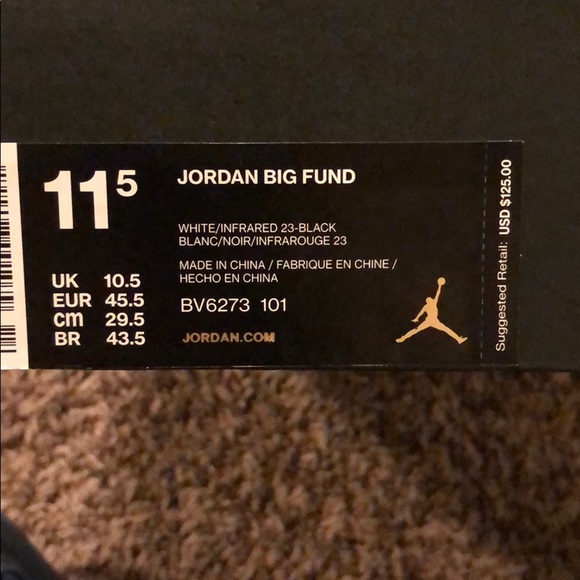 11⁵
JORDAN BIG FUND
WHITE/INFRARED 23-BLACK
BLANC/NOIR/INFRAROUGE 23
MADE IN CHINA / FABRIQUE EN CHINE /
HECHO EN CHINA
BV6273 101
JORDAN.COM
UK 10.5
EUR 45.5
cm 29.5
BR 43.5
Suggested Retail: USD $125.00